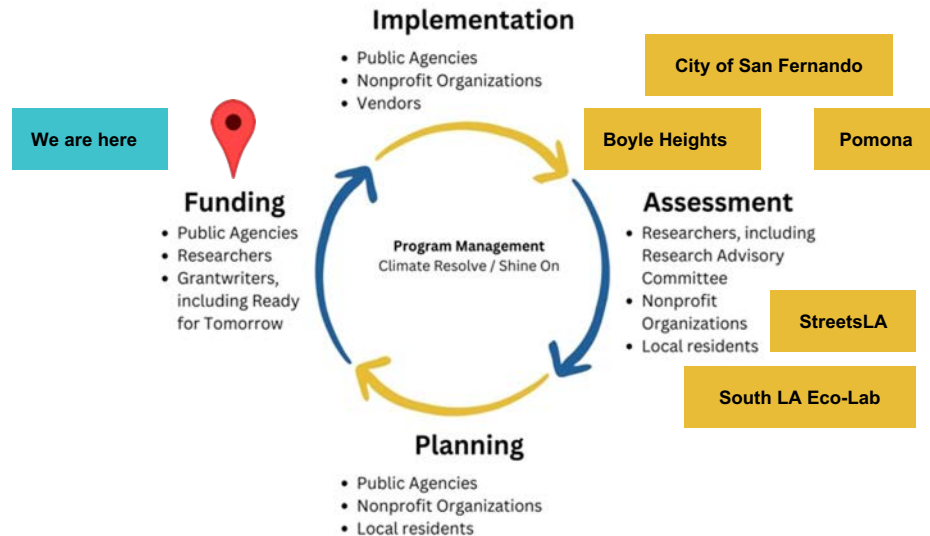 Implementation
• Public Agencies
• Nonprofit Organizations
• Vendors
City of San Fernando
Boyle Heights
Pomona
We are here
Funding
• Public Agencies
• Researchers
• Grantwriters,
including Ready
for Tomorrow
Program Management
Climate Resolve / Shine On
Assessment
• Researchers, including
Research Advisory
Committee
• Nonprofit
Organizations
• Local residents
StreetsLA
South LA Eco-Lab
Planning
• Public Agencies
• Nonprofit Organizations
• Local residents